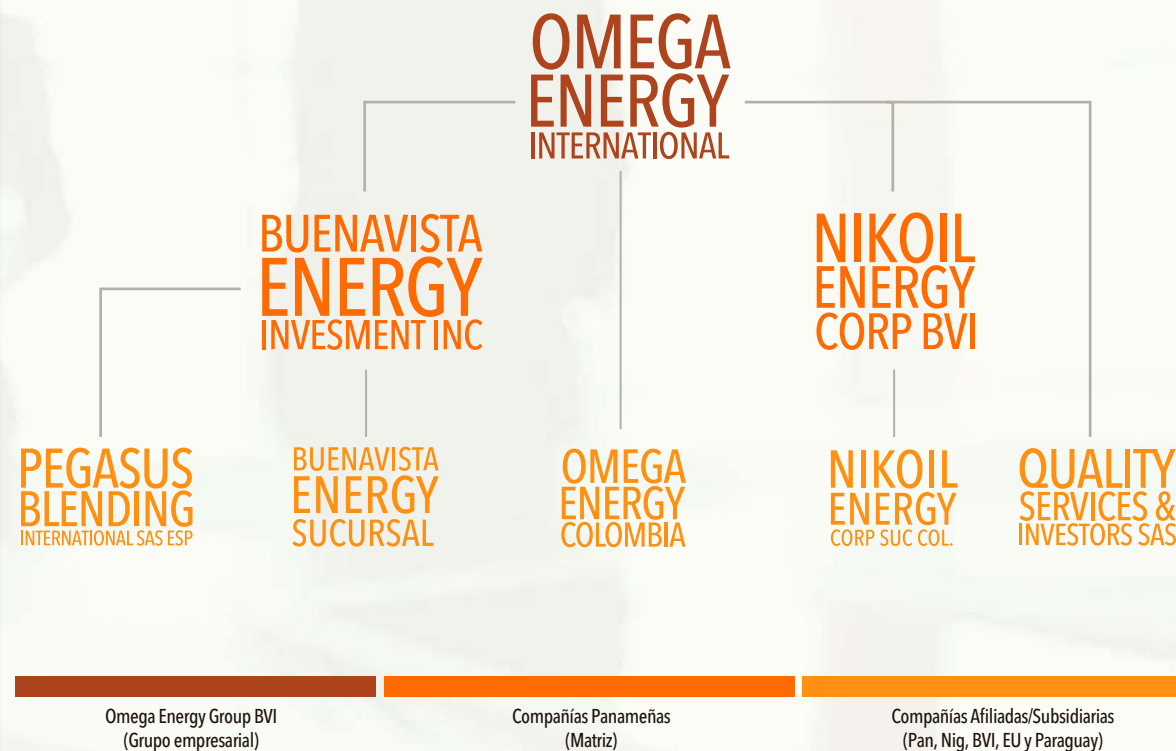 OMEGA
ENERGY
INTERNATIONAL
BUENAVISTA
ENERGY
INVESMENT INC
NIKOIL
ENERGY
CORP BVI
PEGASUS
BLENDING
INTERNATIONAL SAS ESP
BUENAVISTA
ENERGY
SUCURSAL
OMEGA
ENERGY
COLOMBIA
NIKOIL
ENERGY
CORP SUC COL.
QUALITY
SERVICES &
INVESTORS SAS
Omega Energy Group BVI
(Grupo empresarial)
Compañías Panameñas
(Matriz)
Compañías Afiliadas/Subsidiarias
(Pan, Nig, BVI, EU y Paraguay)